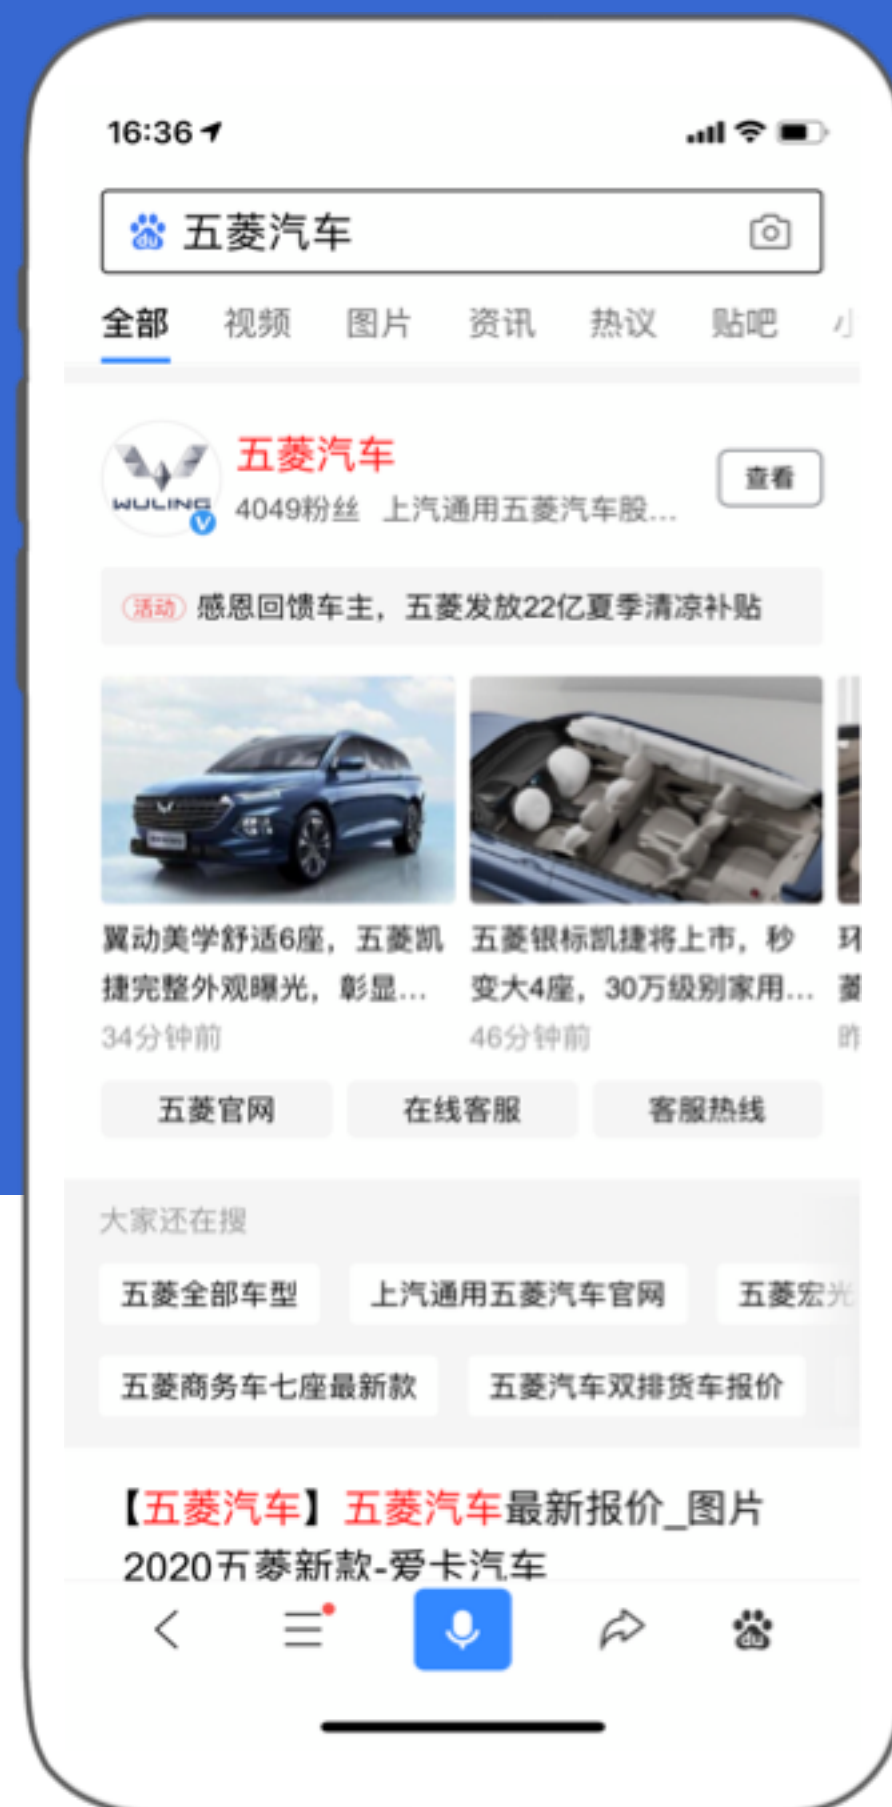 16:36
du 五菱汽车
全部 视频 图片 资讯 热议 贴吧 小
五菱汽车
WULING
4049粉丝 上汽通用五菱汽车股...
查看
活动 感恩回馈车主，五菱发放22亿夏季清凉补贴
翼动美学舒适6座，五菱凯
捷完整外观曝光，彰显...
34分钟前
五菱银标凯捷将上市，秒
变大4座，30万级别家用...
46分钟前
环
菱
昨
五菱官网 在线客服 客服热线
大家还在搜
五菱全部车型 上汽通用五菱汽车官网 五菱宏光
五菱商务车七座最新款 五菱汽车双排货车报价
【五菱汽车】五菱汽车最新报价_图片
2020五菱新款-爱卡汽车
du